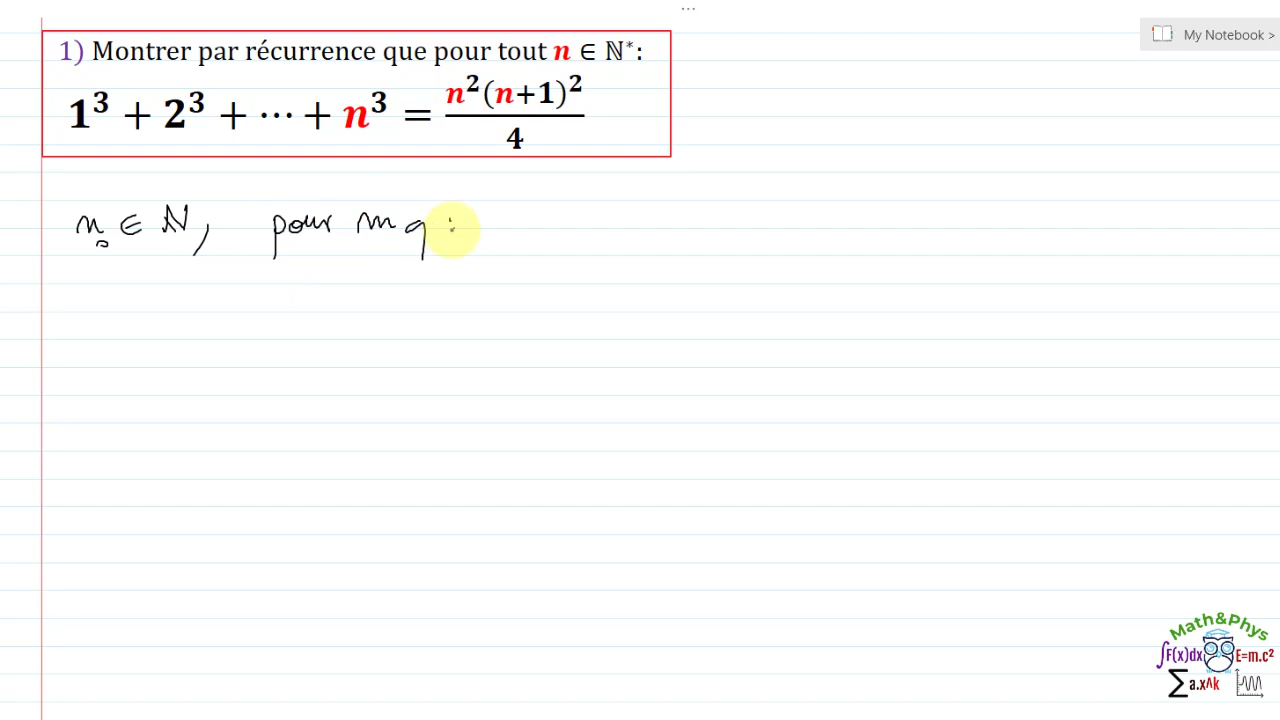 ...
My Notebook >
1) Montrer par récurrence que pour tout n ∈ ℕ*:
1³ + 2³ + ⋯ + n³ = n²(n+1)²/4
n₀ ∈ ℕ, pour mq :
Math&Phys
∫F(x)dx E=m.c²
∑ a.x^k